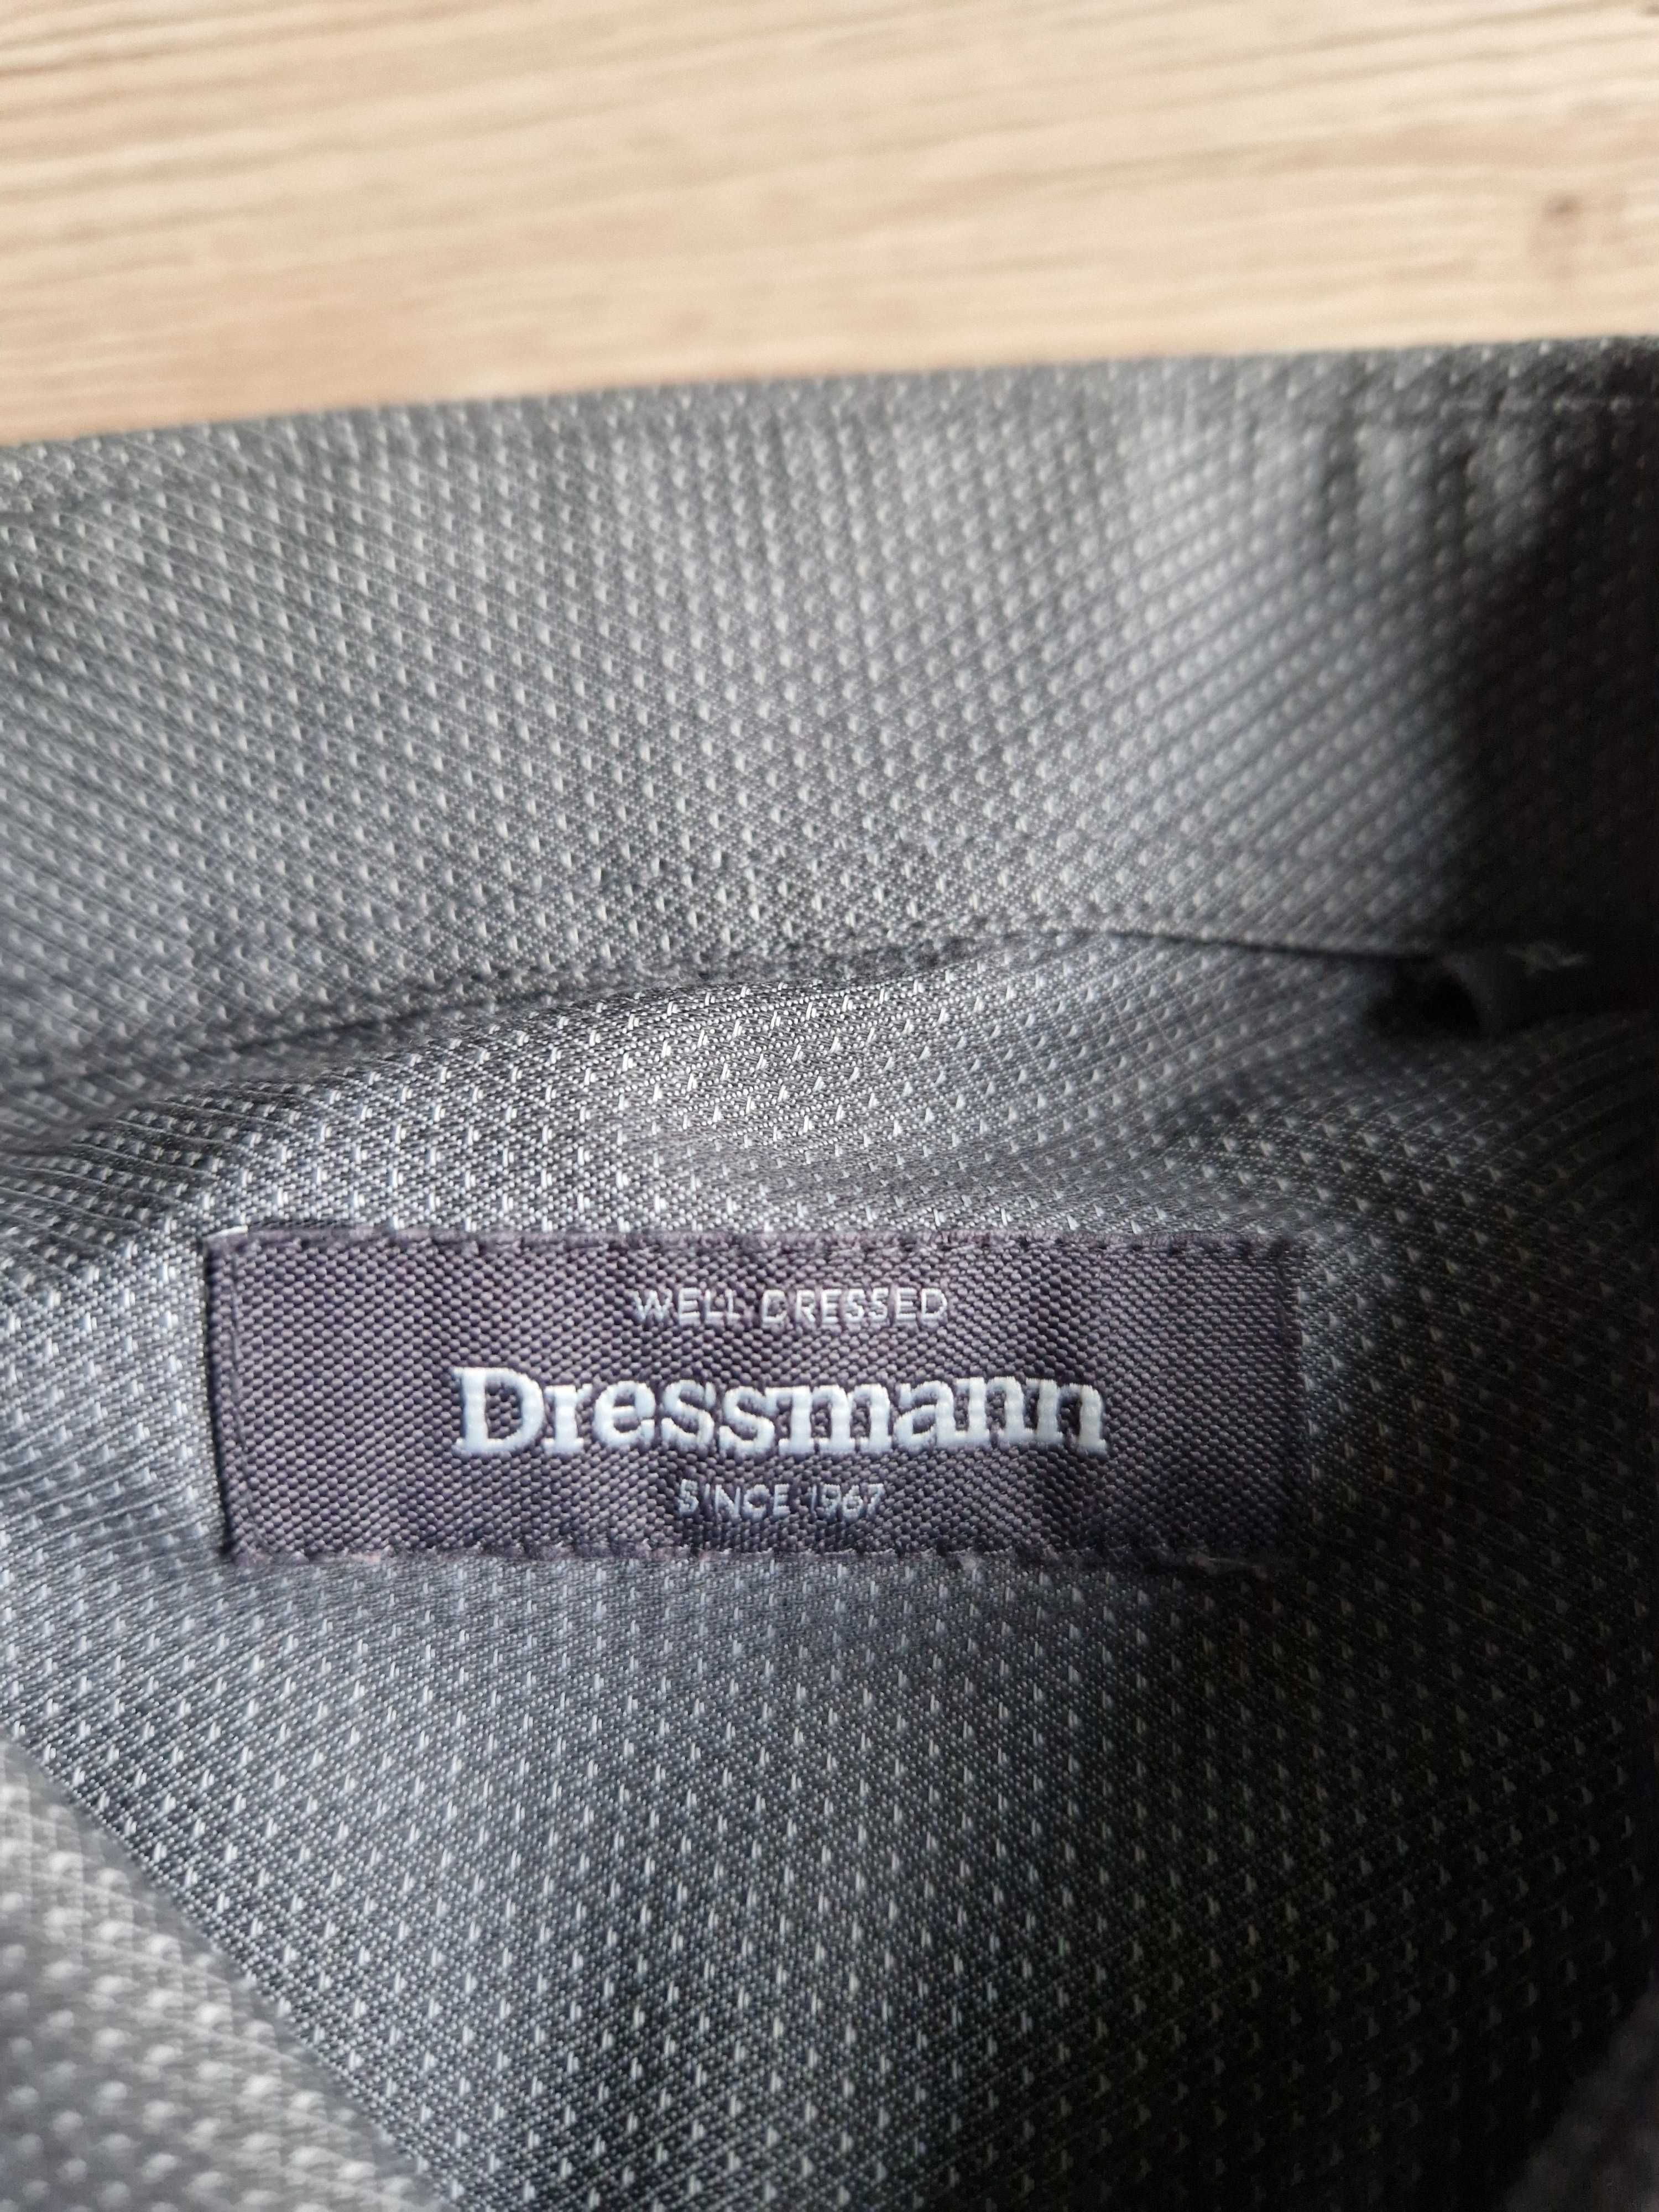 WELL DRESSED
Dressmann
SINCE 1967